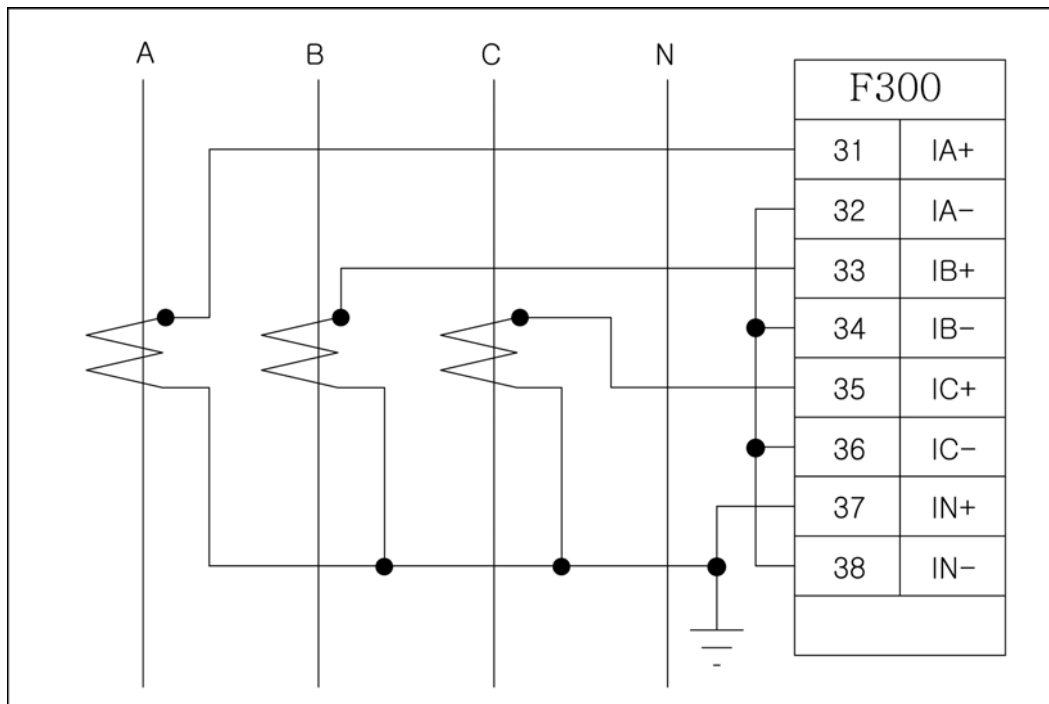 A B C N
F300
31 IA+
32 IA-
33 IB+
34 IB-
35 IC+
36 IC-
37 IN+
38 IN-